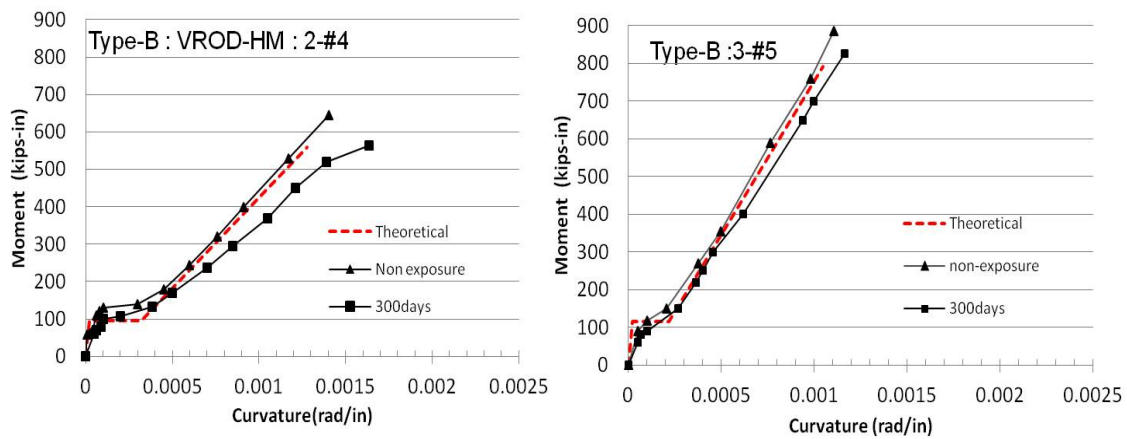 Type-B : VROD-HM : 2-#4
Moment (kips-in)
900
800
700
600
500
400
300
200
100
0
Theoretical
Non exposure
300days
0 0.0005 0.001 0.0015 0.002 0.0025
Curvature(rad/in)
Type-B :3-#5
Moment (kips-in)
900
800
700
600
500
400
300
200
100
0
Theoretical
non-exposure
300days
0 0.0005 0.001 0.0015 0.002 0.0025
Curvature (rad/in)